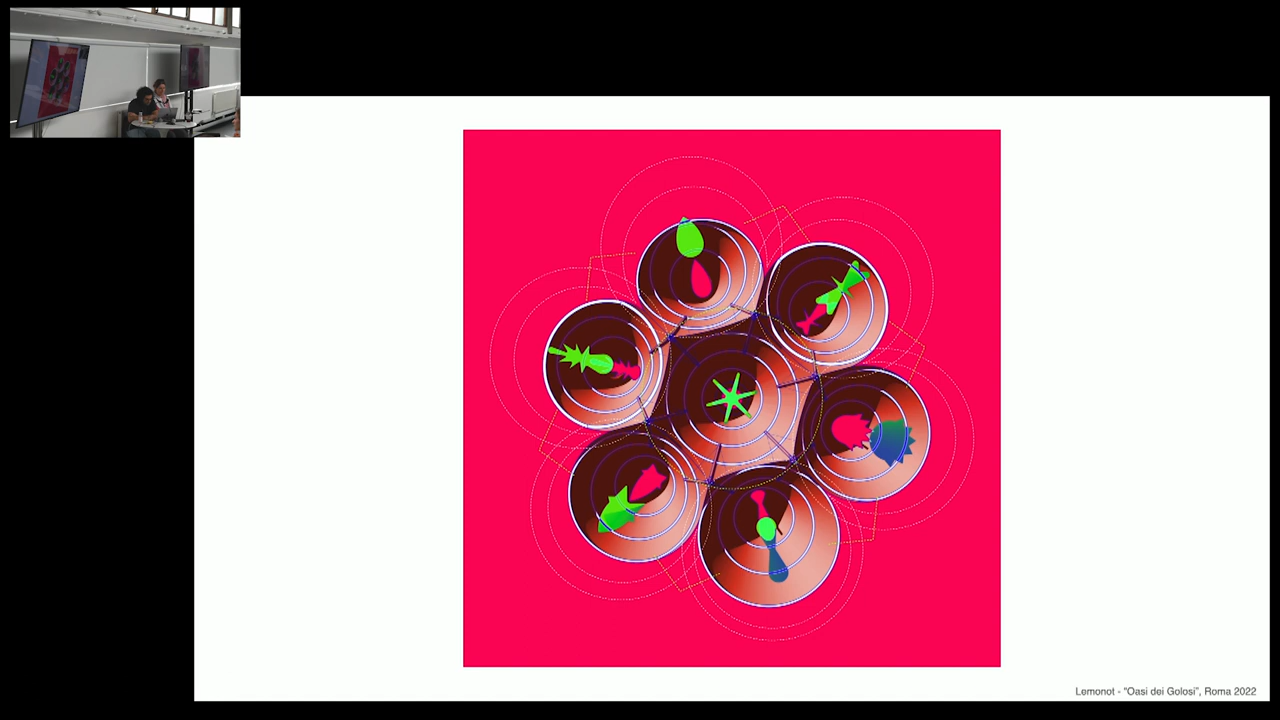 Lemonot - “Oasi dei Golosi”, Roma 2022